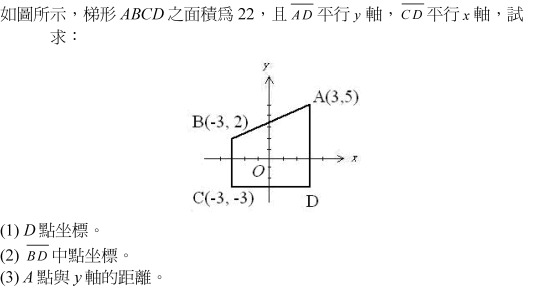 如圖所示，梯形 ABCD 之面積為 22，且 AD 平行 y 軸，CD 平行 x 軸，試
求：
y
A(3,5)
B(-3, 2)
x
O
C(-3, -3)
D
(1) D 點坐標。
(2) BD 中點坐標。
(3) A 點與 y 軸的距離。